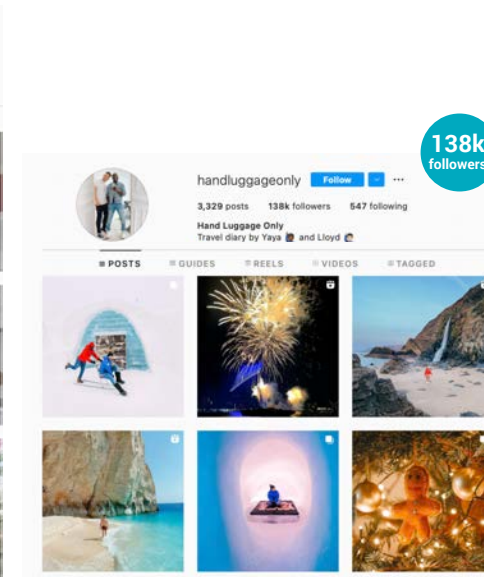 138k
followers
handluggageonly Follow
3,329 posts 138k followers 547 following
Hand Luggage Only
Travel diary by Yaya and Lloyd
POSTS GUIDES REELS VIDEOS TAGGED